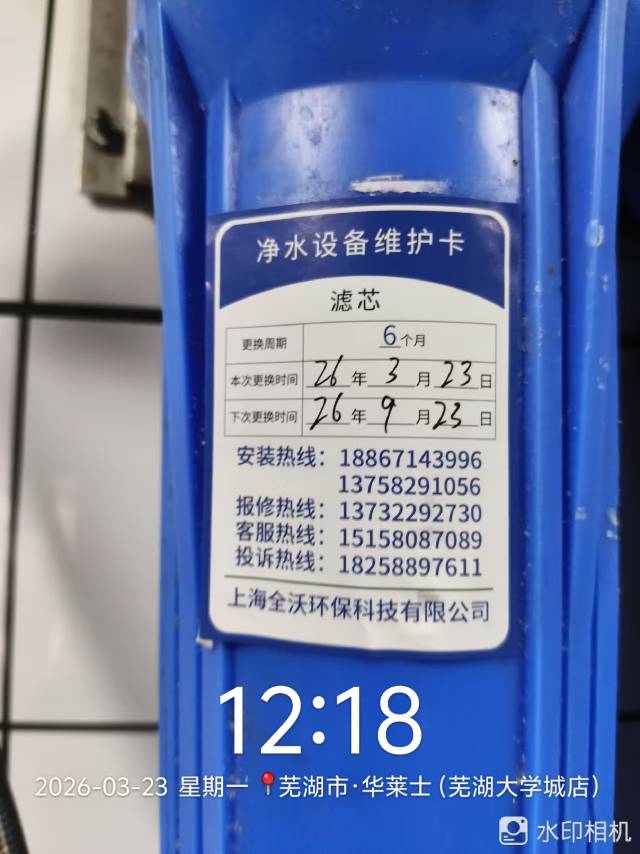 净水设备维护卡
滤芯
更换周期 6个月
本次更换时间 26年3月23日
下次更换时间 26年9月23日
安装热线：18867143996
13758291056
报修热线：13732292730
客服热线：15158087089
投诉热线：18258897611
上海全沃环保科技有限公司
12:18
2026-03-23 星期一 芜湖市·华莱士（芜湖大学城店）
水印相机